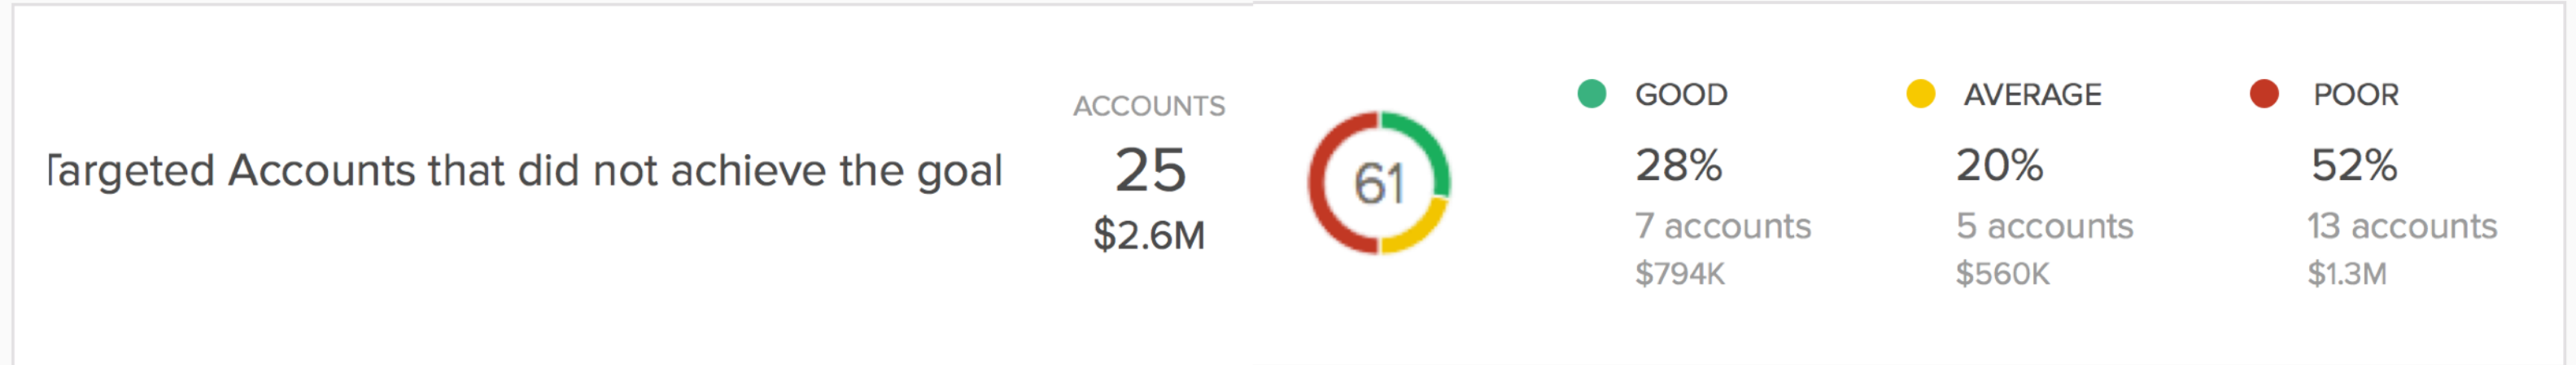 Targeted Accounts that did not achieve the goal
ACCOUNTS
25
$2.6M
61
GOOD
28%
7 accounts
$794K
AVERAGE
20%
5 accounts
$560K
POOR
52%
13 accounts
$1.3M